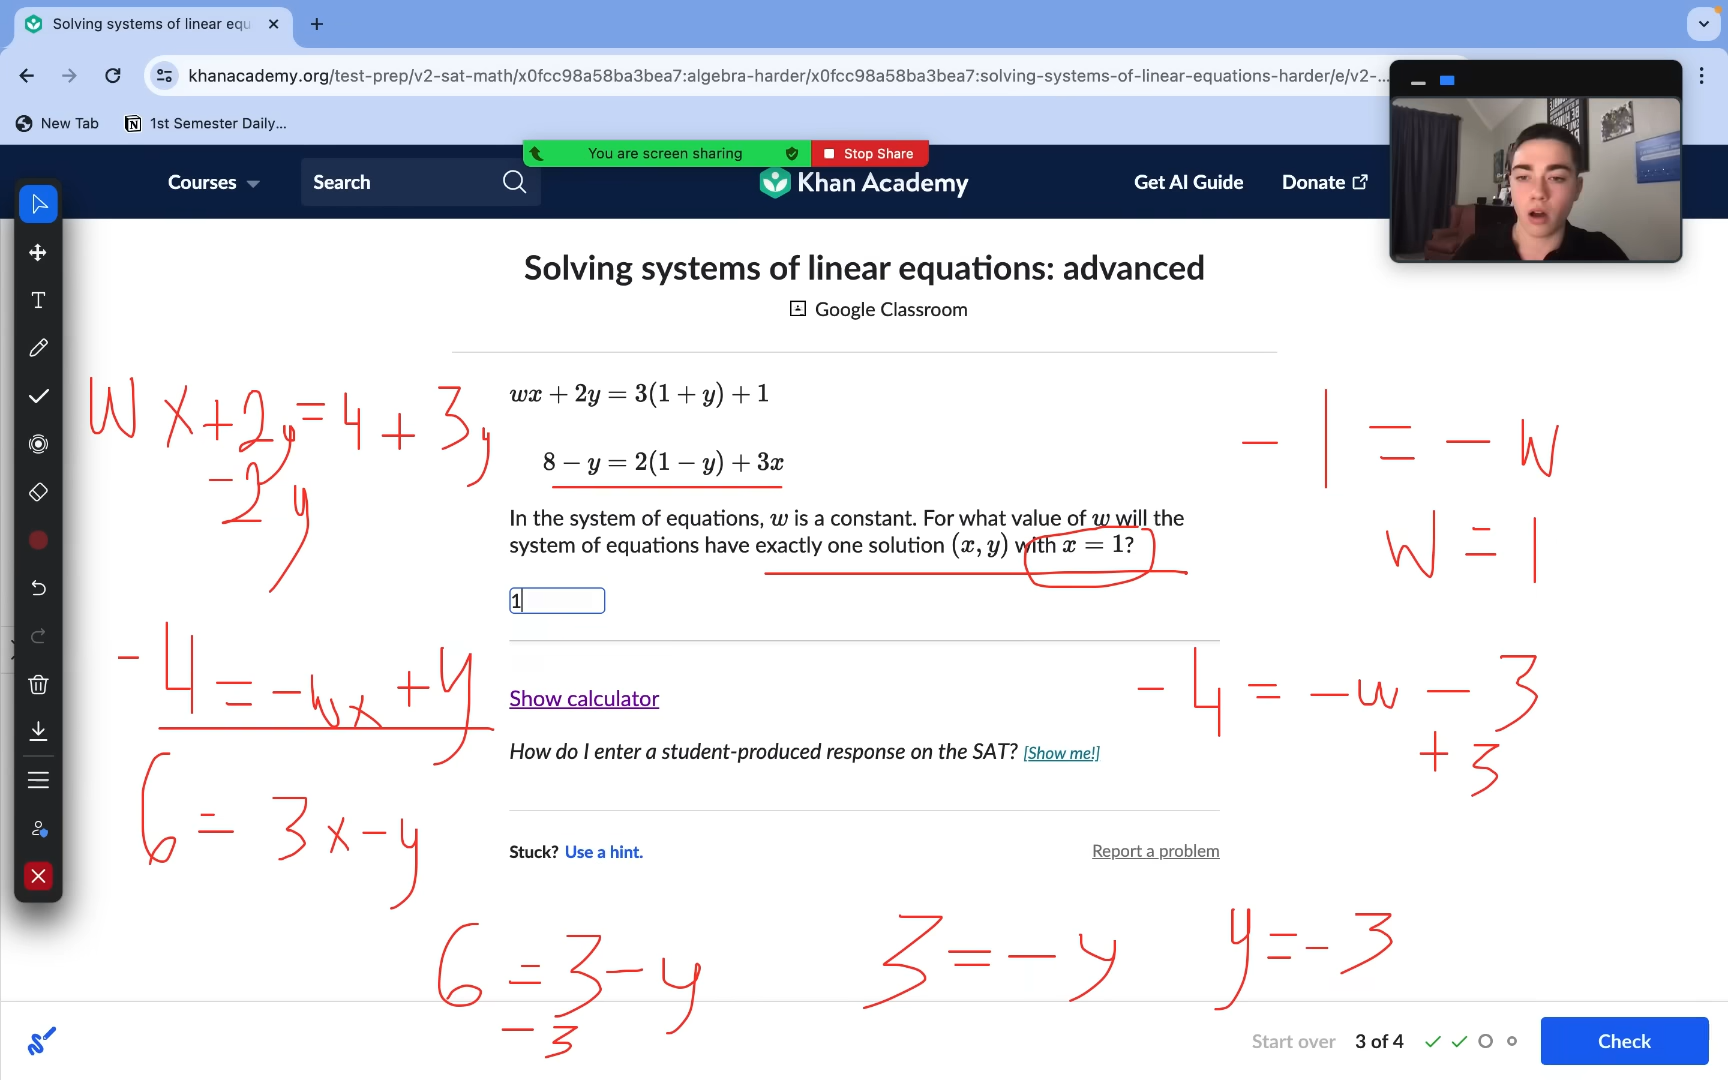 Solving systems of linear equ
khanacademy.org/test-prep/v2-sat-math/x0fcc98a58ba3bea7:algebra-harder/x0fcc98a58ba3bea7:solving-systems-of-linear-equations-harder/e/v2-...
New Tab
1st Semester Daily...
You are screen sharing
Stop Share
Courses
Search
Khan Academy
Get AI Guide
Donate
Solving systems of linear equations: advanced
Google Classroom
wx + 2y = 3(1 + y) + 1
8 − y = 2(1 − y) + 3x
In the system of equations, w is a constant. For what value of w will the
system of equations have exactly one solution (x, y) with x = 1?
1
Show calculator
How do I enter a student-produced response on the SAT? [Show me!]
Stuck? Use a hint.
Report a problem
Wx+2y=4+3y
-2y
-4=-wx+y
6=3x-y
6=3-y
-3
3=-y
y=-3
-4=-w-3
+3
-1=-w
W=1
Start over
3 of 4
Check
T